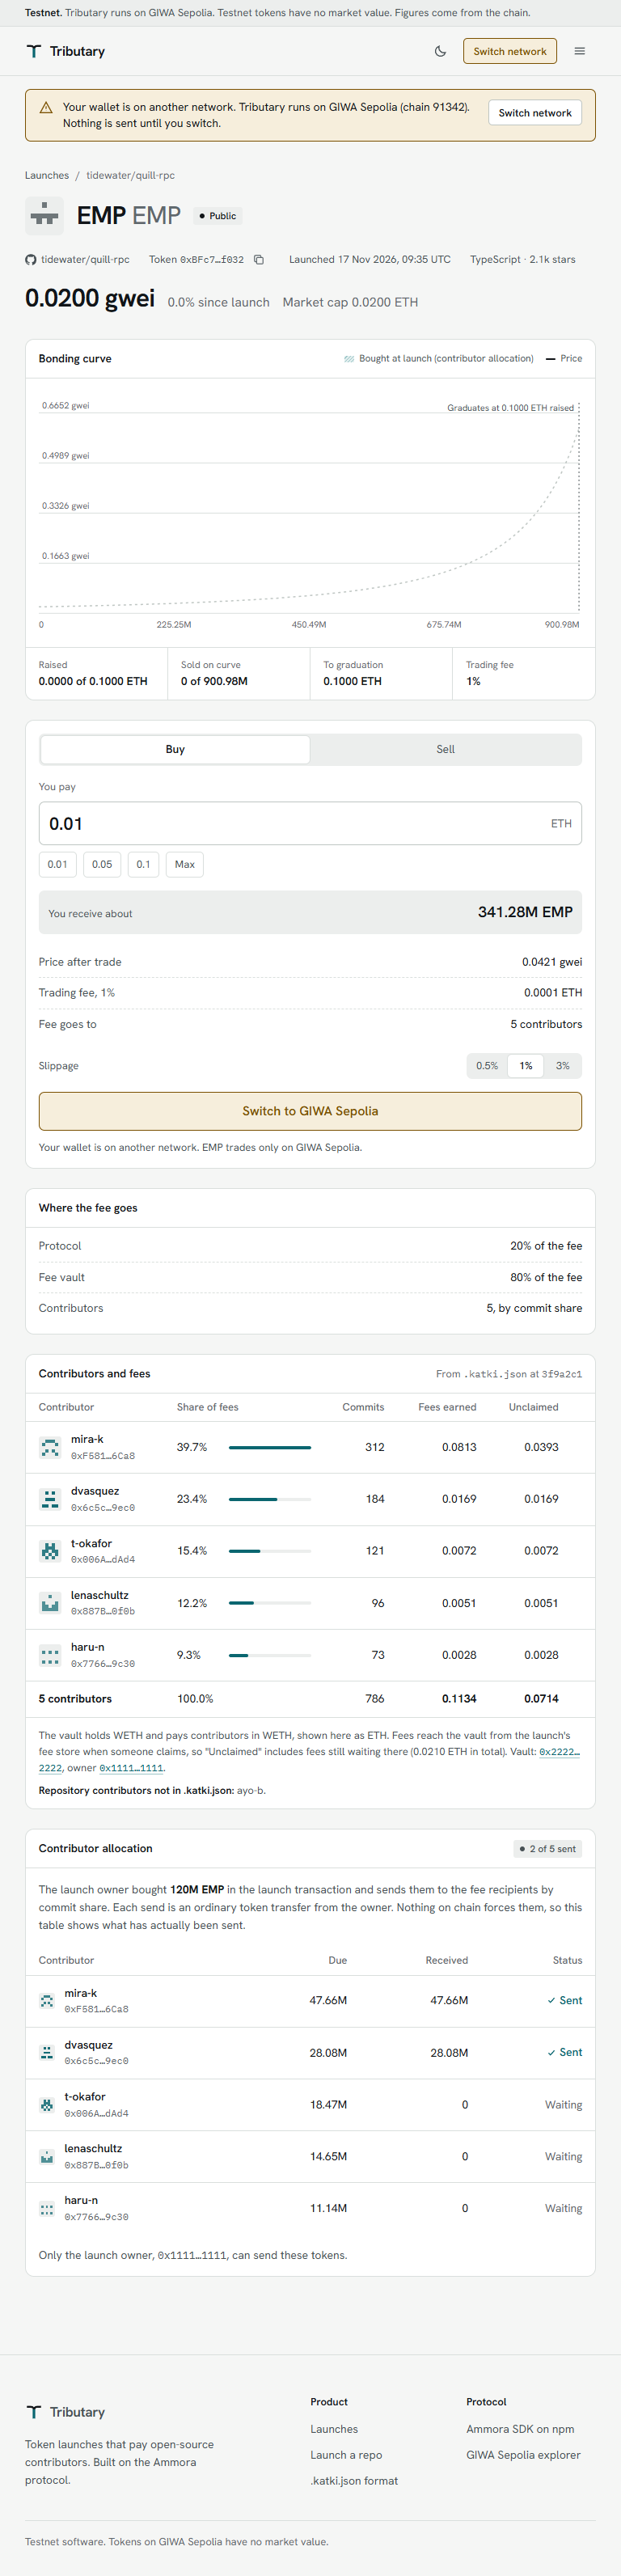 Testnet. Tributary runs on GIWA Sepolia. Testnet tokens have no market value. Figures come from the chain.
Tributary
Switch network
Your wallet is on another network. Tributary runs on GIWA Sepolia (chain 91342).
Nothing is sent until you switch.
Switch network
Launches / tidewater/quill-rpc
EMP EMP
Public
tidewater/quill-rpc
Token 0xBFc7…f032
Launched 17 Nov 2026, 09:35 UTC
TypeScript · 2.1k stars
0.0200 gwei
0.0% since launch
Market cap 0.0200 ETH
Bonding curve
Bought at launch (contributor allocation)
Price
0.6652 gwei
Graduates at 0.1000 ETH raised
0.4989 gwei
0.3326 gwei
0.1663 gwei
0
225.25M
450.49M
675.74M
900.98M
Raised
0.0000 of 0.1000 ETH
Sold on curve
0 of 900.98M
To graduation
0.1000 ETH
Trading fee
1%
Buy
Sell
You pay
0.01
ETH
0.01
0.05
0.1
Max
You receive about
341.28M EMP
Price after trade
0.0421 gwei
Trading fee, 1%
0.0001 ETH
Fee goes to
5 contributors
Slippage
0.5%
1%
3%
Switch to GIWA Sepolia
Your wallet is on another network. EMP trades only on GIWA Sepolia.
Where the fee goes
Protocol
20% of the fee
Fee vault
80% of the fee
Contributors
5, by commit share
Contributors and fees
From .katki.json at 3f9a2c1
Contributor
Share of fees
Commits
Fees earned
Unclaimed
mira-k
0xF581…6Ca8
39.7%
312
0.0813
0.0393
dvasquez
0x6c5c…9ec0
23.4%
184
0.0169
0.0169
t-okafor
0x006A…dAd4
15.4%
121
0.0072
0.0072
lenaschultz
0x887B…0f0b
12.2%
96
0.0051
0.0051
haru-n
0x7766…9c30
9.3%
73
0.0028
0.0028
5 contributors
100.0%
786
0.1134
0.0714
The vault holds WETH and pays contributors in WETH, shown here as ETH. Fees reach the vault from the launch's
fee store when someone claims, so "Unclaimed" includes fees still waiting there (0.0210 ETH in total). Vault: 0x2222…
2222, owner 0x1111…1111.
Repository contributors not in .katki.json: ayo-b.
Contributor allocation
2 of 5 sent
The launch owner bought 120M EMP in the launch transaction and sends them to the fee recipients by
commit share. Each send is an ordinary token transfer from the owner. Nothing on chain forces them, so this
table shows what has actually been sent.
Contributor
Due
Received
Status
mira-k
0xF581…6Ca8
47.66M
47.66M
Sent
dvasquez
0x6c5c…9ec0
28.08M
28.08M
Sent
t-okafor
0x006A…dAd4
18.47M
0
Waiting
lenaschultz
0x887B…0f0b
14.65M
0
Waiting
haru-n
0x7766…9c30
11.14M
0
Waiting
Only the launch owner, 0x1111…1111, can send these tokens.
Tributary
Token launches that pay open-source
contributors. Built on the Ammora
protocol.
Product
Launches
Launch a repo
.katki.json format
Protocol
Ammora SDK on npm
GIWA Sepolia explorer
Testnet software. Tokens on GIWA Sepolia have no market value.